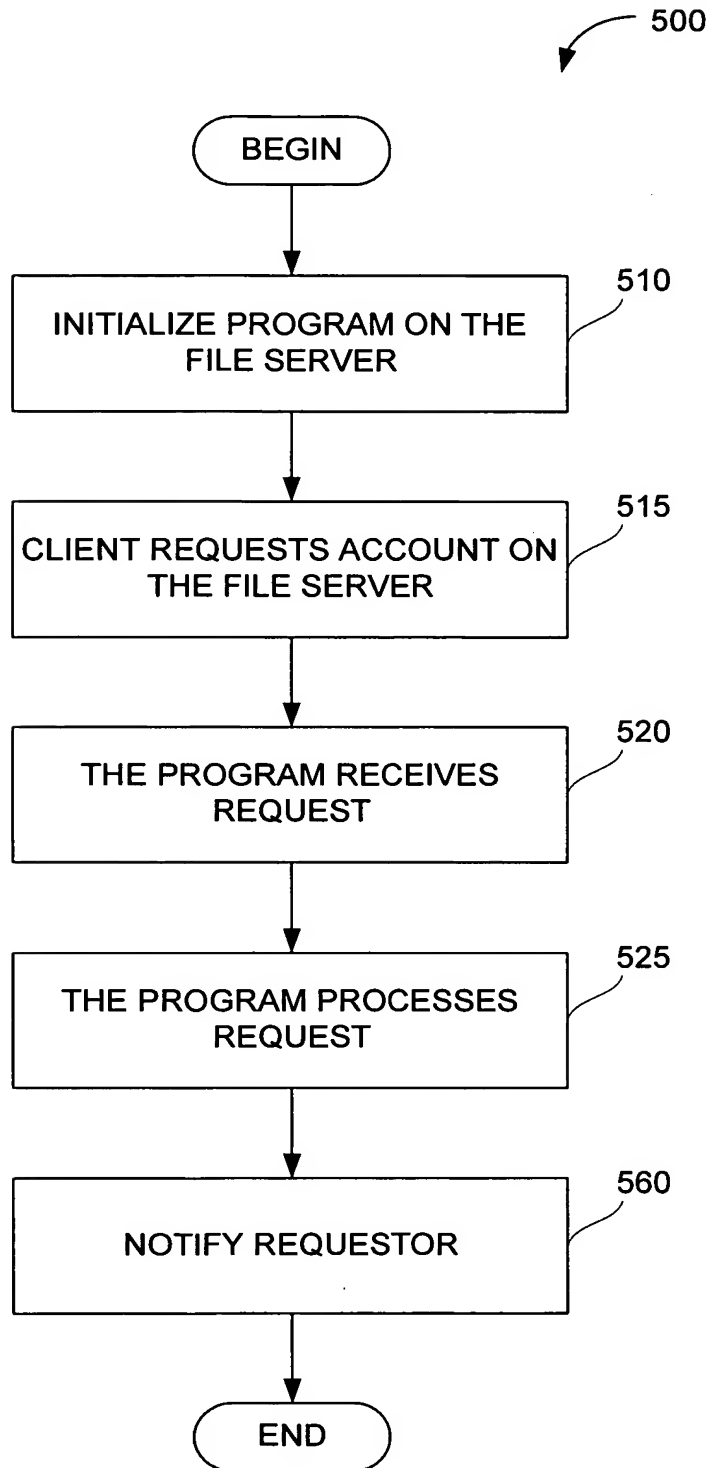 500
BEGIN
510
INITIALIZE PROGRAM ON THE
FILE SERVER
515
CLIENT REQUESTS ACCOUNT ON
THE FILE SERVER
520
THE PROGRAM RECEIVES
REQUEST
525
THE PROGRAM PROCESSES
REQUEST
560
NOTIFY REQUESTOR
END